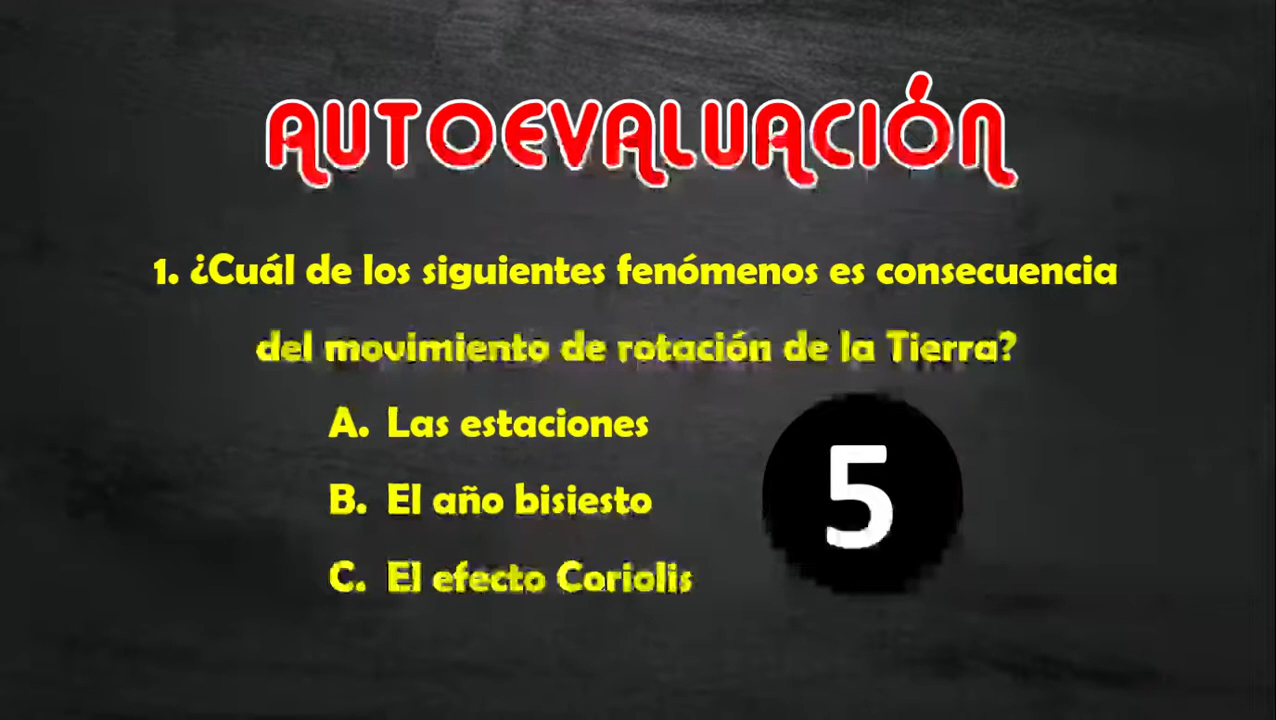 AUTOEVALUACIÓN
1. ¿Cuál de los siguientes fenómenos es consecuencia
del movimiento de rotación de la Tierra?
A. Las estaciones
B. El año bisiesto
C. El efecto Coriolis
5